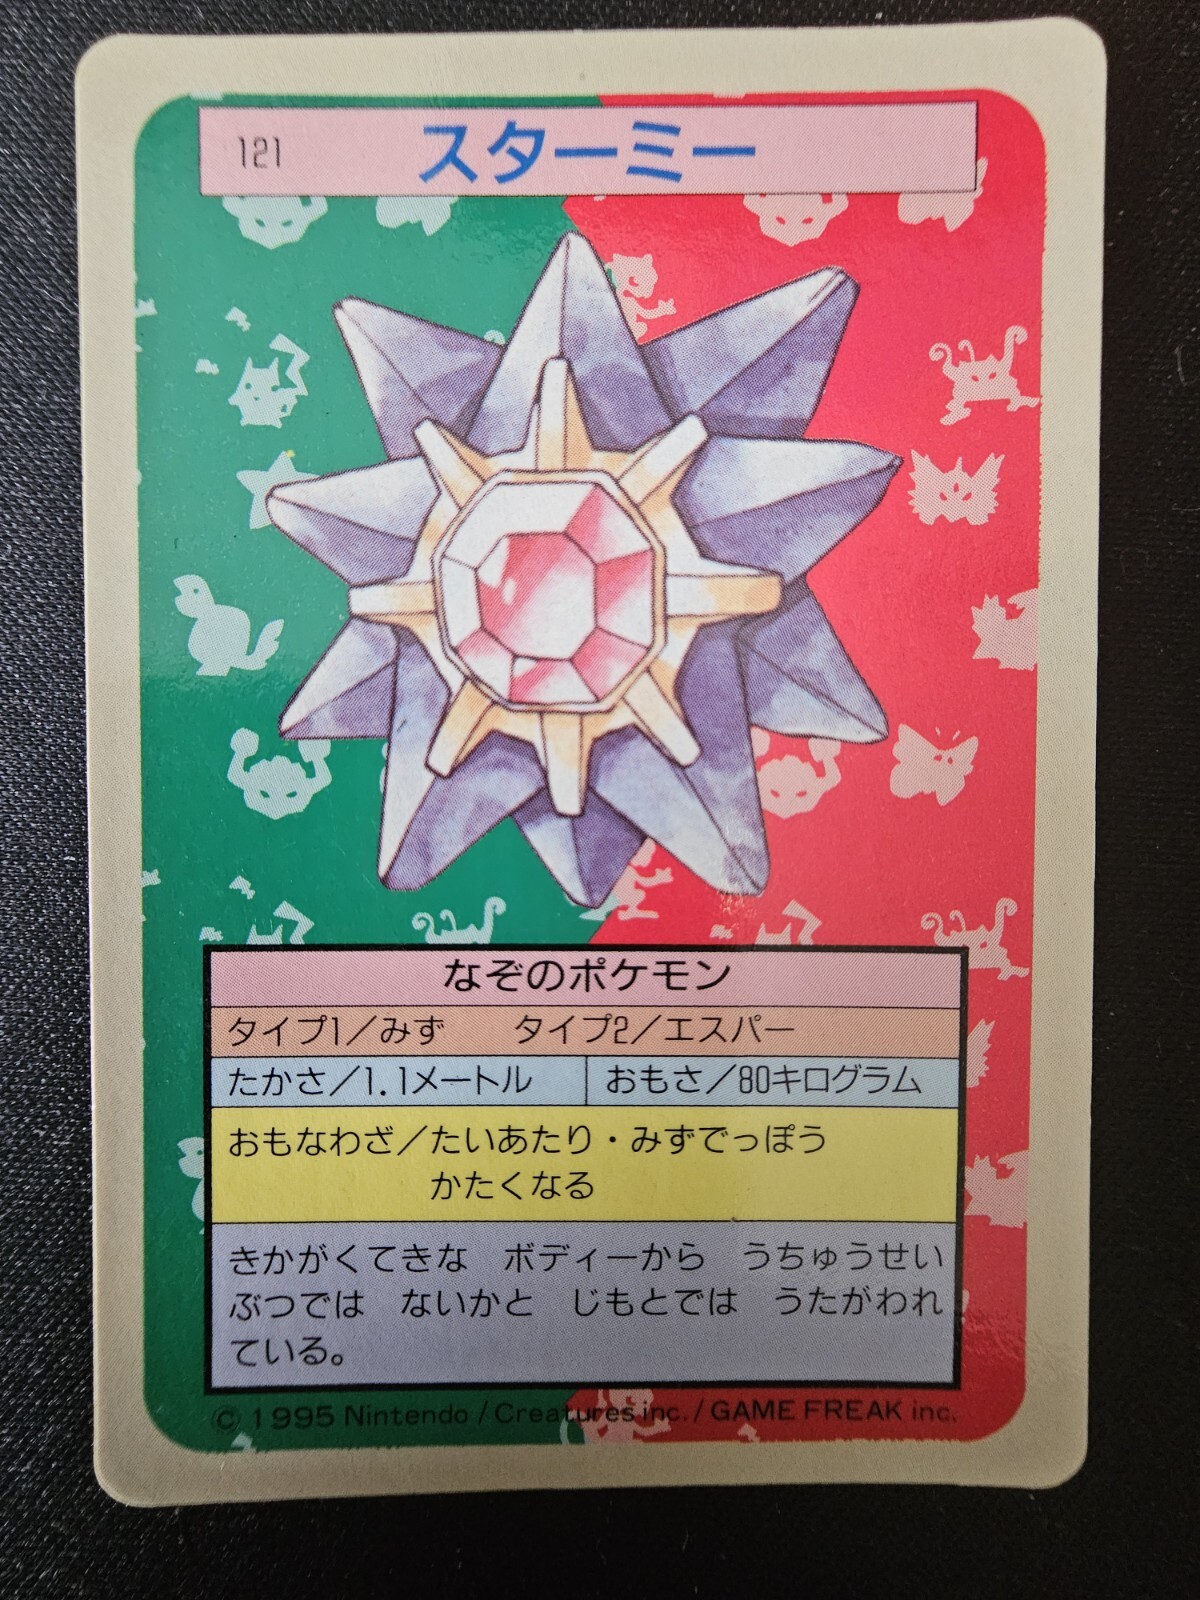 121 スターミー
なぞのポケモン
タイプ1／みず　タイプ2／エスパー
たかさ／1.1メートル　おもさ／80キログラム
おもなわざ／たいあたり・みずでっぽう
かたくなる
きかがくてきな　ボディーから　うちゅうせい
ぶつでは　ないかと　じもとでは　うたがわれ
ている。
© 1995 Nintendo / Creatures inc. / GAME FREAK inc.